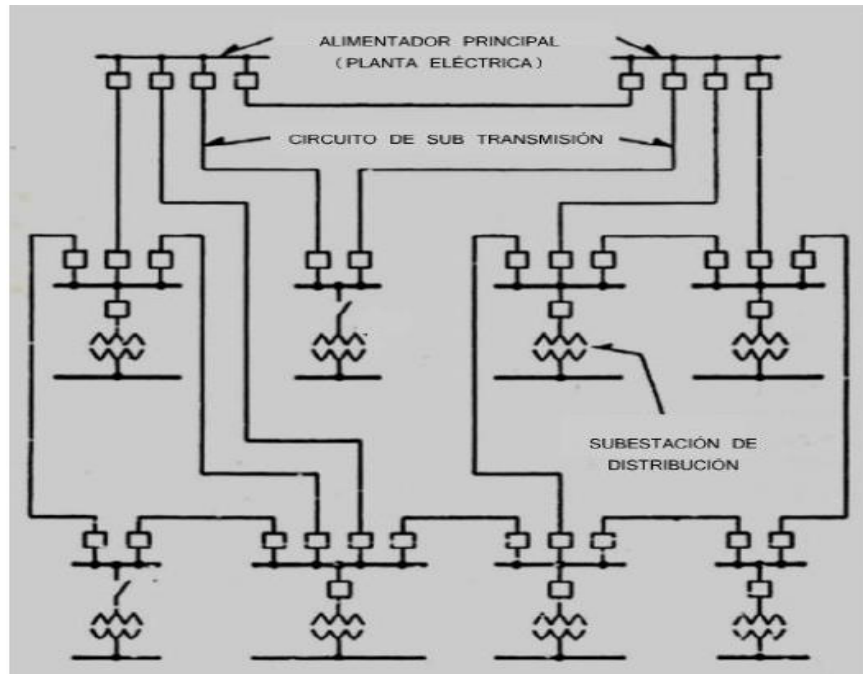 ALIMENTADOR PRINCIPAL
(PLANTA ELÉCTRICA)
CIRCUITO DE SUB TRANSMISIÓN
SUBESTACIÓN DE
DISTRIBUCIÓN